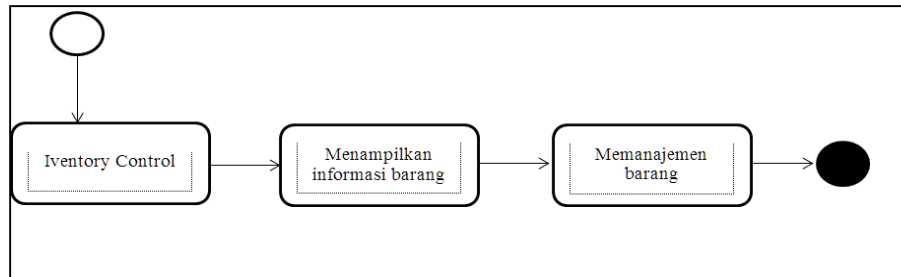 Iventory Control
Menampilkan
informasi barang
Memanajemen
barang